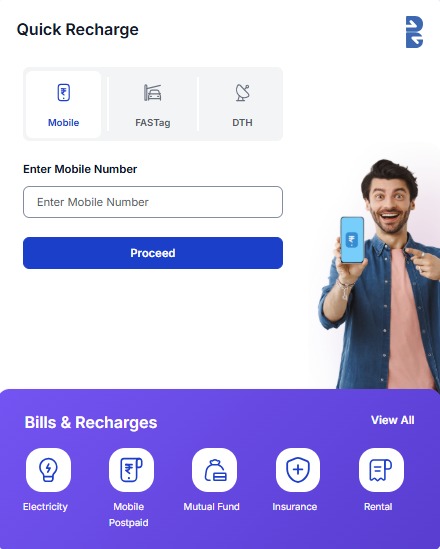 Quick Recharge
Mobile
FASTag
DTH
Enter Mobile Number
Enter Mobile Number
Proceed
Bills & Recharges
View All
Electricity
Mobile
Postpaid
Mutual Fund
Insurance
Rental